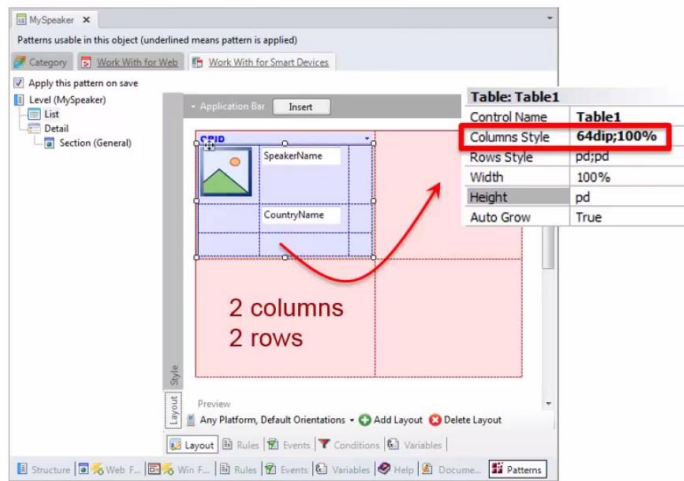 MySpeaker
Patterns usable in this object (underlined means pattern is applied)
Category Work With for Web Work With for Smart Devices
Apply this pattern on save
Level (MySpeaker)
List
Detail
Section (General)
Application Bar Insert
GRID
SpeakerName
CountryName
2 columns
2 rows
Table: Table1
Control Name Table1
Columns Style 64dip;100%
Rows Style pd;pd
Width 100%
Height pd
Auto Grow True
Style
Layout
Preview
Any Platform, Default Orientations Add Layout Delete Layout
Layout Rules Events Conditions Variables
Structure Web F... Win F... Rules Events Variables Help Docume... Patterns